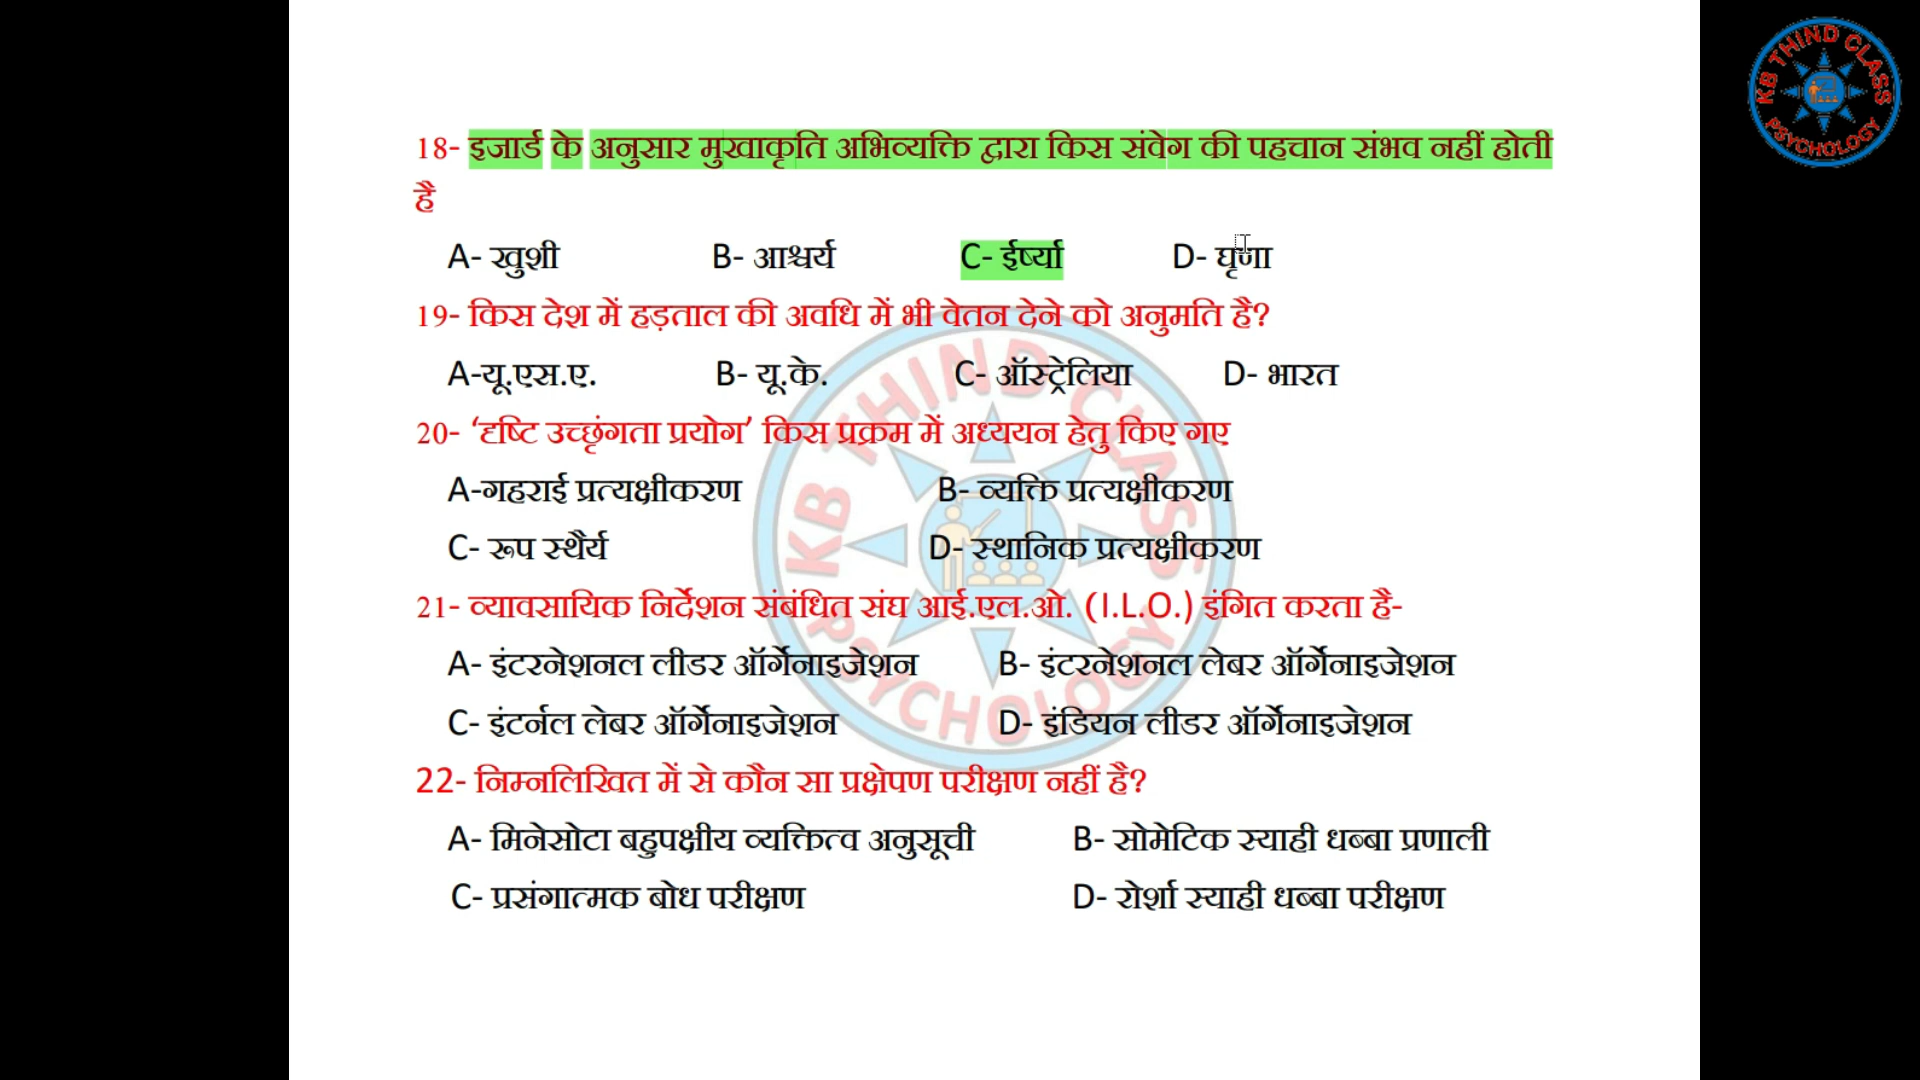 18- इजार्ड के अनुसार मुखाकृति अभिव्यक्ति द्वारा किस संवेग की पहचान संभव नहीं होती
है
A- खुशी B- आश्चर्य C- ईर्ष्या D- घृणा
19- किस देश में हड़ताल की अवधि में भी वेतन देने को अनुमति है?
A-यू.एस.ए. B- यू.के. C- ऑस्ट्रेलिया D- भारत
20- ‘दृष्टि उच्छृंगता प्रयोग’ किस प्रक्रम में अध्ययन हेतु किए गए
A-गहराई प्रत्यक्षीकरण B- व्यक्ति प्रत्यक्षीकरण
C- रूप स्थैर्य D- स्थानिक प्रत्यक्षीकरण
21- व्यावसायिक निर्देशन संबंधित संघ आई.एल.ओ. (I.L.O.) इंगित करता है-
A- इंटरनेशनल लीडर ऑर्गेनाइजेशन B- इंटरनेशनल लेबर ऑर्गेनाइजेशन
C- इंटर्नल लेबर ऑर्गेनाइजेशन D- इंडियन लीडर ऑर्गेनाइजेशन
22- निम्नलिखित में से कौन सा प्रक्षेपण परीक्षण नहीं है?
A- मिनेसोटा बहुपक्षीय व्यक्तित्व अनुसूची B- सोमेटिक स्याही धब्बा प्रणाली
C- प्रसंगात्मक बोध परीक्षण D- रोर्शा स्याही धब्बा परीक्षण
KB THIND CLASS
PSYCHOLOGY
KB THIND CLASS
PSYCHOLOGY